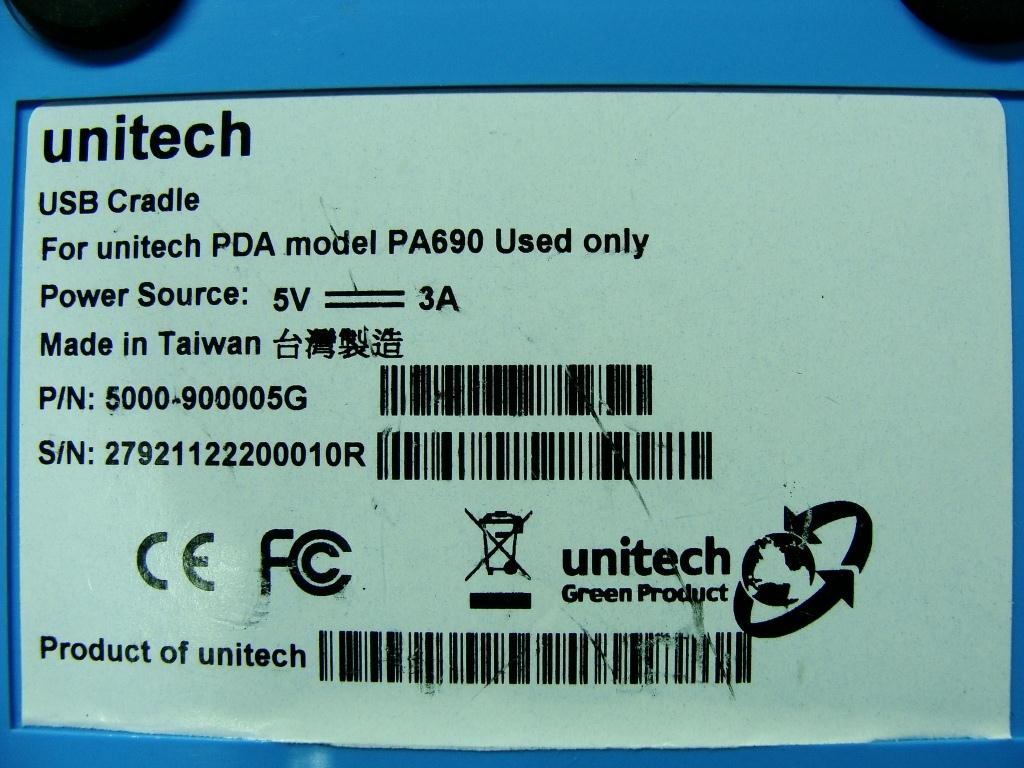 unitech
USB Cradle
For unitech PDA model PA690 Used only
Power Source: 5V 3A
Made in Taiwan 台灣製造
P/N: 5000-900005G
S/N: 27921122200010R
CE FC
unitech
Green Product
Product of unitech